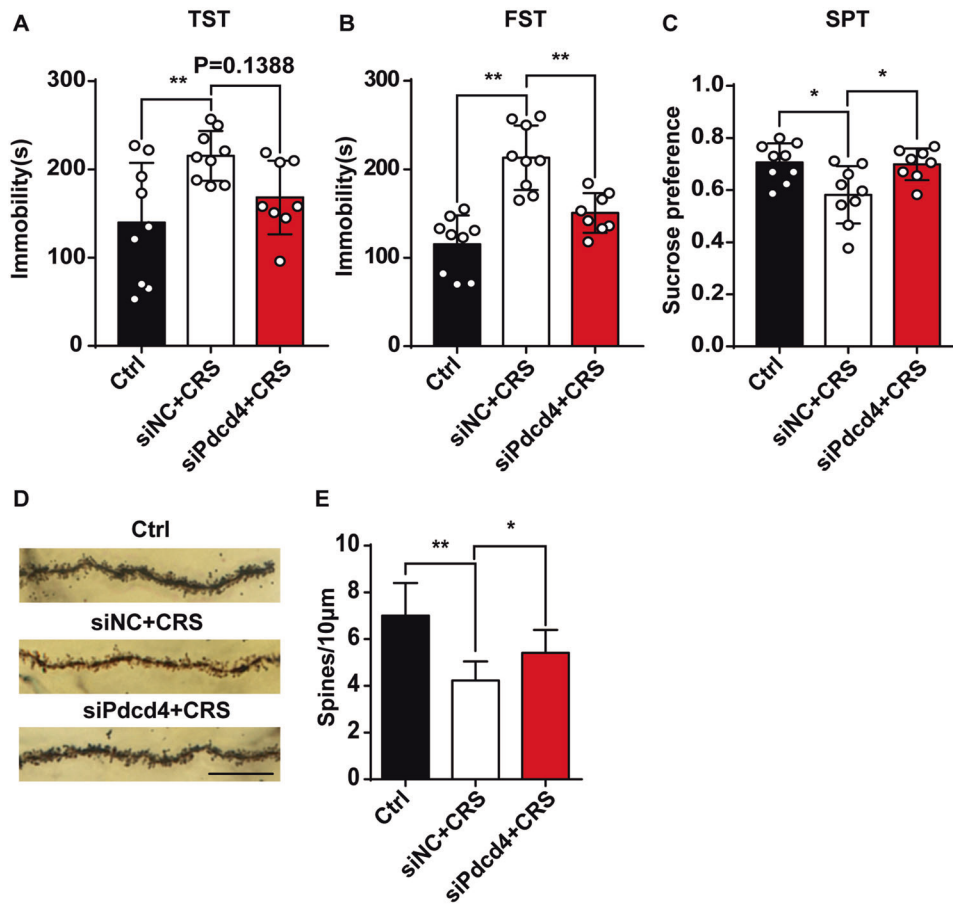 A
TST
P=0.1388
**
300
200
100
0
Immobility(s)
Ctrl
siNC+CRS
siPdcd4+CRS
B
FST
**
**
300
200
100
0
Immobility(s)
Ctrl
siNC+CRS
siPdcd4+CRS
C
SPT
*
*
1.0
0.8
0.6
0.4
0.2
0.0
Sucrose preference
Ctrl
siNC+CRS
siPdcd4+CRS
D
Ctrl
siNC+CRS
siPdcd4+CRS
E
**
*
10
8
6
4
2
0
Spines/10μm
Ctrl
siNC+CRS
siPdcd4+CRS